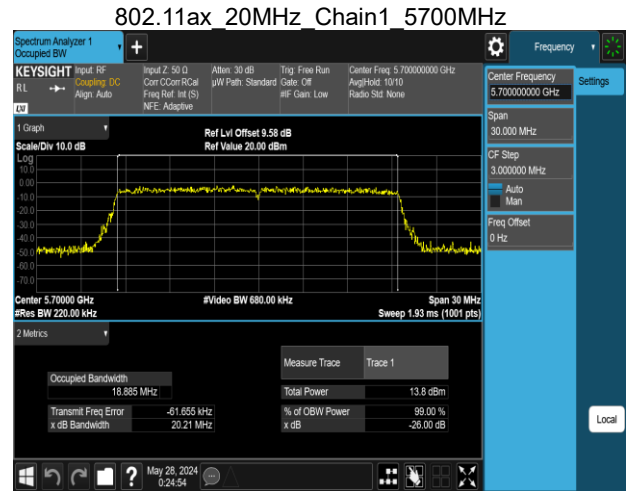 802.11ax_20MHz_Chain1_5700MHz
Spectrum Analyzer 1
Occupied BW
Frequency
KEYSIGHT
RL
LXI
Input: RF
Coupling: DC
Align: Auto
Input Z: 50 Ω
Corr CCorr RCal
Freq Ref: Int (S)
NFE: Adaptive
Atten: 30 dB
µW Path: Standard
Trig: Free Run
Gate: Off
#IF Gain: Low
Center Freq: 5.700000000 GHz
Avg|Hold: 10/10
Radio Std: None
Center Frequency
5.700000000 GHz
Settings
Span
30.000 MHz
CF Step
3.000000 MHz
Auto
Man
Freq Offset
0 Hz
Local
1 Graph
Scale/Div 10.0 dB
Ref Lvl Offset 9.58 dB
Ref Value 20.00 dBm
Log
10.0
0.00
-10.0
-20.0
-30.0
-40.0
-50.0
-60.0
-70.0
Center 5.70000 GHz
#Video BW 680.00 kHz
Span 30 MHz
#Res BW 220.00 kHz
Sweep 1.93 ms (1001 pts)
2 Metrics
Measure Trace Trace 1
Occupied Bandwidth
18.885 MHz
Total Power 13.8 dBm
Transmit Freq Error -61.655 kHz
% of OBW Power 99.00 %
x dB Bandwidth 20.21 MHz
x dB -26.00 dB
May 28, 2024
0:24:54